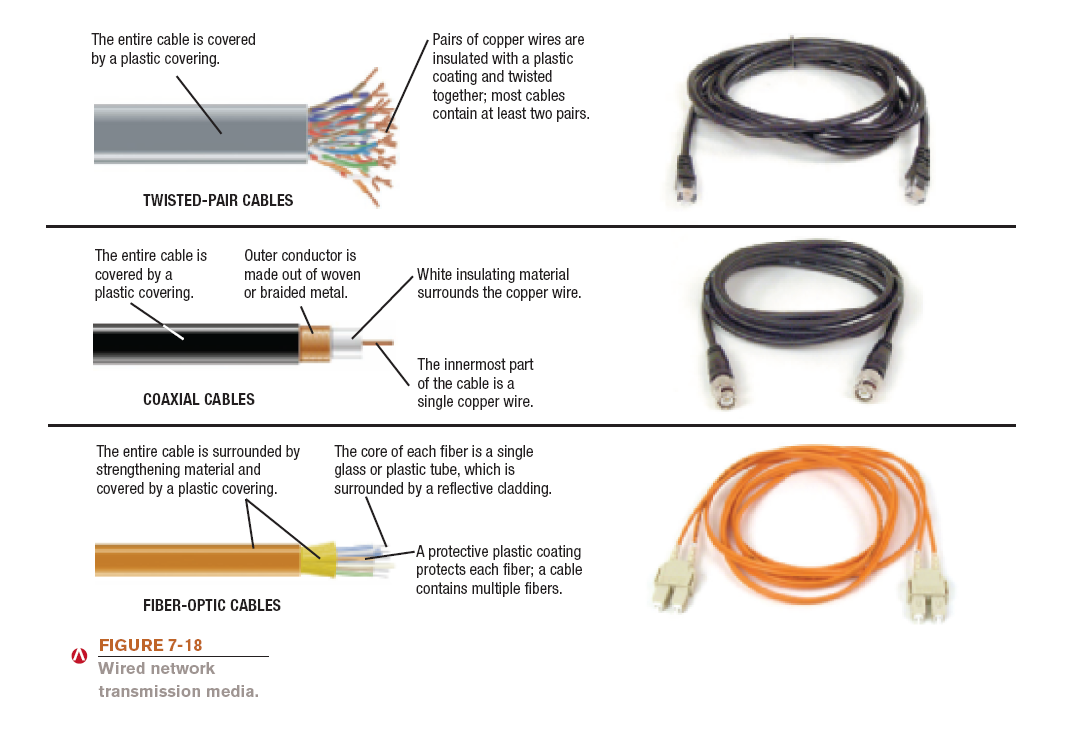 The entire cable is covered
by a plastic covering.
Pairs of copper wires are
insulated with a plastic
coating and twisted
together; most cables
contain at least two pairs.
TWISTED-PAIR CABLES
The entire cable is
covered by a
plastic covering.
Outer conductor is
made out of woven
or braided metal.
White insulating material
surrounds the copper wire.
The innermost part
of the cable is a
single copper wire.
COAXIAL CABLES
The entire cable is surrounded by
strengthening material and
covered by a plastic covering.
The core of each fiber is a single
glass or plastic tube, which is
surrounded by a reflective cladding.
A protective plastic coating
protects each fiber; a cable
contains multiple fibers.
FIBER-OPTIC CABLES
FIGURE 7-18
Wired network
transmission media.